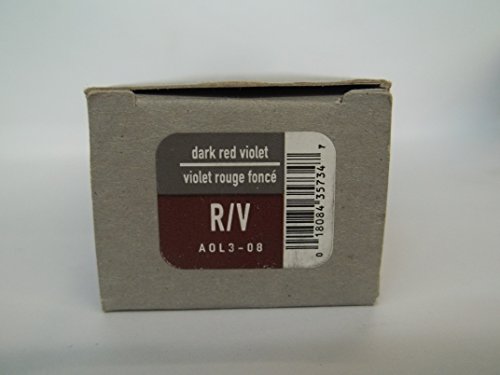 dark red violet
violet rouge foncé
R/V
A0L3-08
0 18084 35734 7